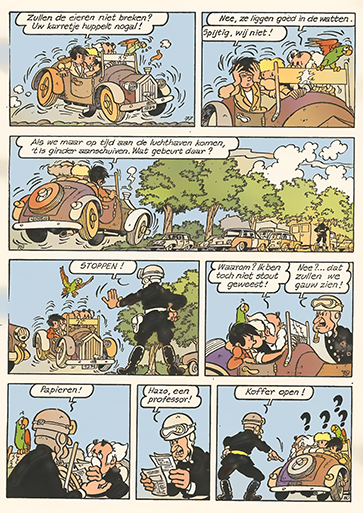 Zullen de eieren niet breken?
Uw karretje huppelt nogal!
Nee, ze liggen goed in de watten.
Spijtig, wij niet!
Als we maar op tijd aan de luchthaven komen,
't is ginder aanschuiven. Wat gebeurt daar?
STOPPEN!
Waarom? Ik ben
toch niet stout
geweest!
Nee?... dat
zullen we
gauw zien!
Papieren!
Hazo, een
professor!
Koffer open!
? ? ?